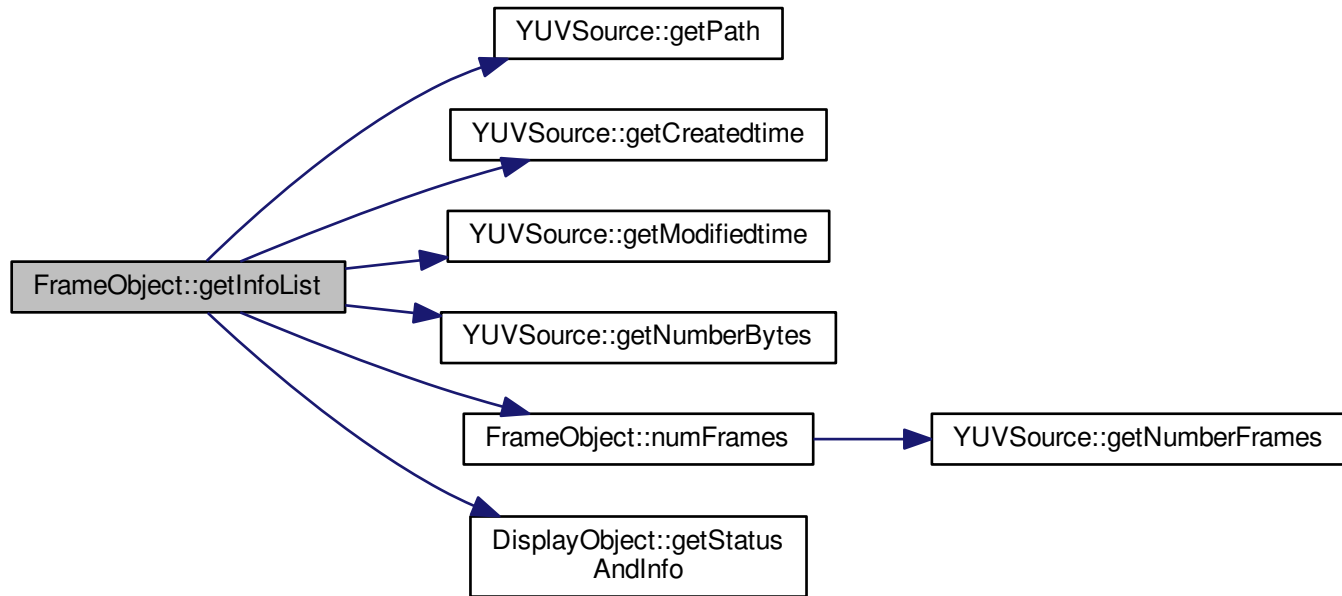 YUVSource::getPath
YUVSource::getCreatedtime
YUVSource::getModifiedtime
FrameObject::getInfoList
YUVSource::getNumberBytes
FrameObject::numFrames
YUVSource::getNumberFrames
DisplayObject::getStatus
AndInfo